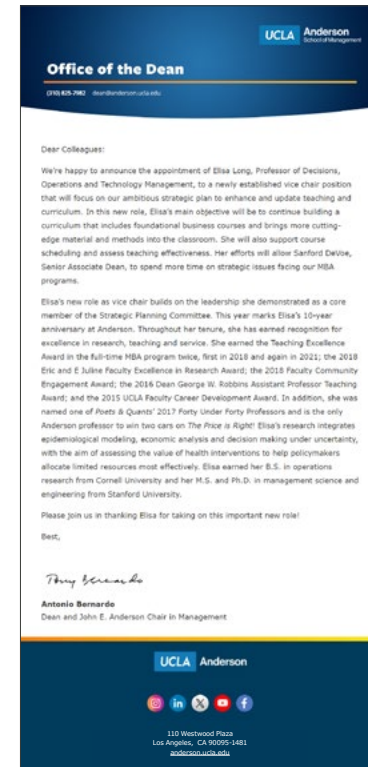 UCLA Anderson
School of Management
Office of the Dean
(310) 825-7982 dean@anderson.ucla.edu
Dear Colleagues:
We're happy to announce the appointment of Elisa Long, Professor of Decisions,
Operations and Technology Management, to a newly established vice chair position
that will focus on our ambitious strategic plan to enhance and update teaching and
curriculum. In this new role, Elisa's main objective will be to continue building a
curriculum that includes foundational business courses and brings more cutting-
edge material and methods into the classroom. She will also support course
scheduling and assess teaching effectiveness. Her efforts will allow Sanford DeVoe,
Senior Associate Dean, to spend more time on strategic issues facing our MBA
programs.
Elisa's new role as vice chair builds on the leadership she demonstrated as a core
member of the Strategic Planning Committee. This year marks Elisa's 10-year
anniversary at Anderson. Throughout her tenure, she has earned recognition for
excellence in research, teaching and service. She earned the Teaching Excellence
Award in the full-time MBA program twice, first in 2018 and again in 2021; the 2018
Eric and E Juline Faculty Excellence in Research Award; the 2018 Faculty Community
Engagement Award; the 2016 Dean George W. Robbins Assistant Professor Teaching
Award; and the 2015 UCLA Faculty Career Development Award. In addition, she was
named one of Poets & Quants' 2017 Forty Under Forty Professors and is the only
Anderson professor to win two cars on The Price is Right! Elisa's research integrates
epidemiological modeling, economic analysis and decision making under uncertainty,
with the aim of assessing the value of health interventions to help policymakers
allocate limited resources most effectively. Elisa earned her B.S. in operations
research from Cornell University and her M.S. and Ph.D. in management science and
engineering from Stanford University.
Please join us in thanking Elisa for taking on this important new role!
Best,
Tony Bernardo
Antonio Bernardo
Dean and John E. Anderson Chair in Management
UCLA Anderson
110 Westwood Plaza
Los Angeles, CA 90095-1481
anderson.ucla.edu